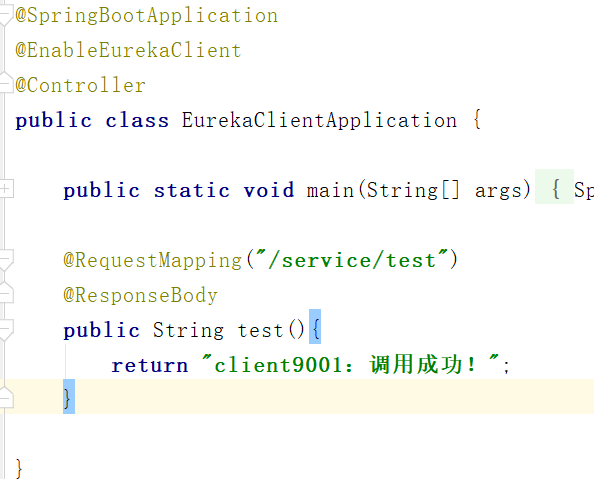 @SpringBootApplication
@EnableEurekaClient
@Controller
public class EurekaClientApplication {
public static void main(String[] args) { Sp
@RequestMapping("/service/test")
@ResponseBody
public String test(){
return "client9001：调用成功！";
}
}